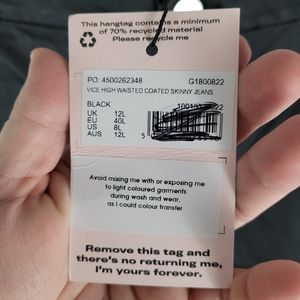 This hangtag contains a minimum
of 70% recycled material
Please recycle me
PO: 4500262348 G1800822
VICE HIGH WAISTED COATED SKINNY JEANS
BLACK
UK 12L
EU 40L
US 8L
AUS 12L 5
Avoid mixing me with or exposing me
to light coloured garments
during wash and wear,
as I could colour transfer
Remove this tag and
there's no returning me,
I'm yours forever.